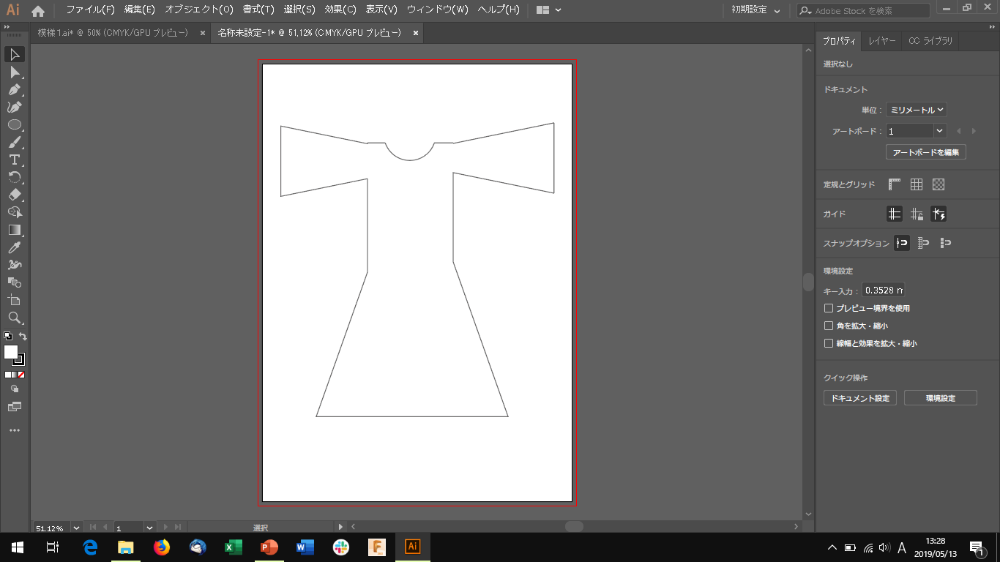 Ai ファイル(F) 編集(E) オブジェクト(O) 書式(T) 選択(S) 効果(C) 表示(V) ウィンドウ(W) ヘルプ(H) 初期設定 Adobe Stock を検索
模様1.ai* @ 50% (CMYK/GPU プレビュー) × 名称未設定-1* @ 51.12% (CMYK/GPU プレビュー) ×
プロパティ レイヤー CC ライブラリ
選択なし
ドキュメント
単位: ミリメートル
アートボード: 1
アートボードを編集
定規とグリッド
ガイド
スナップオプション
環境設定
キー入力: 0.3528 m
プレビュー境界を使用
角を拡大・縮小
線幅と効果を拡大・縮小
クイック操作
ドキュメント設定 環境設定
51.12% 1 選択
A 13:28
2019/05/13
1